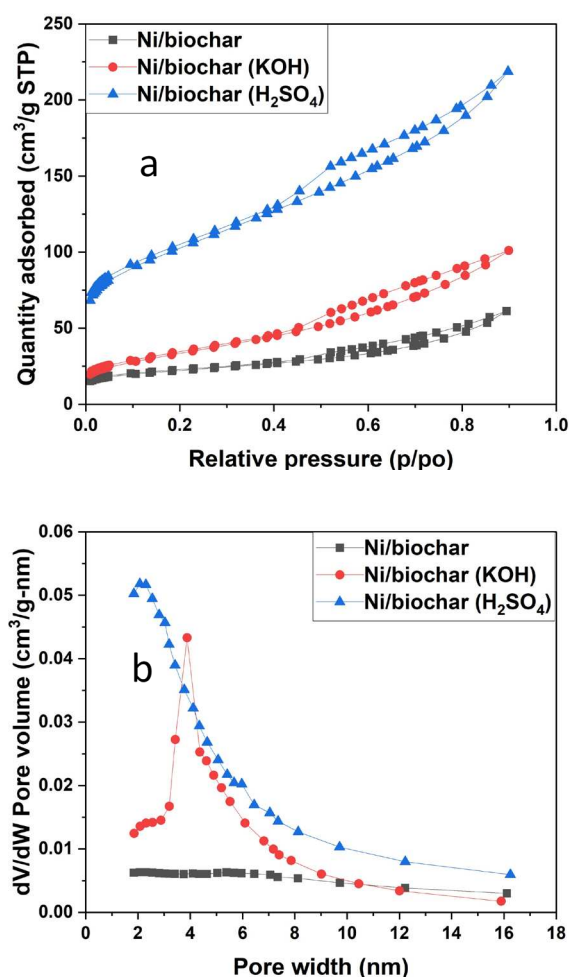 250
200
150
100
50
0
Quantity adsorbed (cm³/g STP)
Ni/biochar
Ni/biochar (KOH)
Ni/biochar (H₂SO₄)
a
0.0 0.2 0.4 0.6 0.8 1.0
Relative pressure (p/po)
0.06
0.05
0.04
0.03
0.02
0.01
0.00
dV/dW Pore volume (cm³/g-nm)
Ni/biochar
Ni/biochar (KOH)
Ni/biochar (H₂SO₄)
b
0 2 4 6 8 10 12 14 16
Pore width (nm)